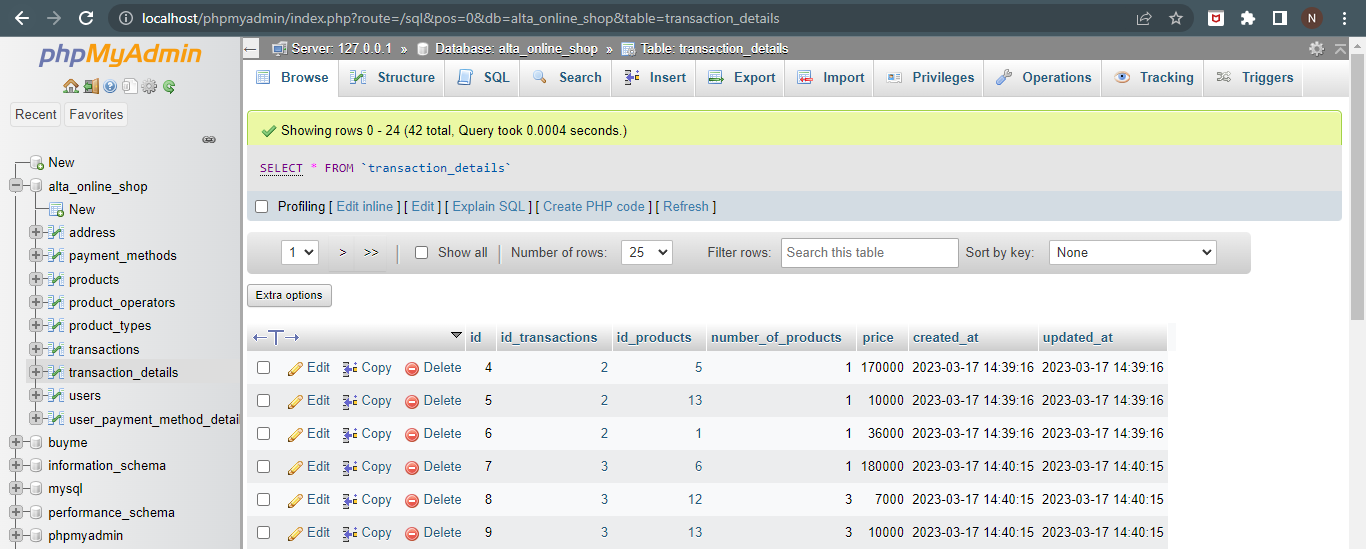 localhost/phpmyadmin/index.php?route=/sql&pos=0&db=alta_online_shop&table=transaction_details
N
phpMyAdmin
Recent Favorites
New
alta_online_shop
New
address
payment_methods
products
product_operators
product_types
transactions
transaction_details
users
user_payment_method_detai
buyme
information_schema
mysql
performance_schema
phpmyadmin
Server: 127.0.0.1 » Database: alta_online_shop » Table: transaction_details
Browse Structure SQL Search Insert Export Import Privileges Operations Tracking Triggers
Showing rows 0 - 24 (42 total, Query took 0.0004 seconds.)
SELECT * FROM `transaction_details`
Profiling [ Edit inline ] [ Edit ] [ Explain SQL ] [ Create PHP code ] [ Refresh ]
1 > >> Show all Number of rows: 25 Filter rows: Search this table Sort by key: None
Extra options
←T→ id id_transactions id_products number_of_products price created_at updated_at
Edit Copy Delete 4 2 5 1 170000 2023-03-17 14:39:16 2023-03-17 14:39:16
Edit Copy Delete 5 2 13 1 10000 2023-03-17 14:39:16 2023-03-17 14:39:16
Edit Copy Delete 6 2 1 1 36000 2023-03-17 14:39:16 2023-03-17 14:39:16
Edit Copy Delete 7 3 6 1 180000 2023-03-17 14:40:15 2023-03-17 14:40:15
Edit Copy Delete 8 3 12 3 7000 2023-03-17 14:40:15 2023-03-17 14:40:15
Edit Copy Delete 9 3 13 3 10000 2023-03-17 14:40:15 2023-03-17 14:40:15